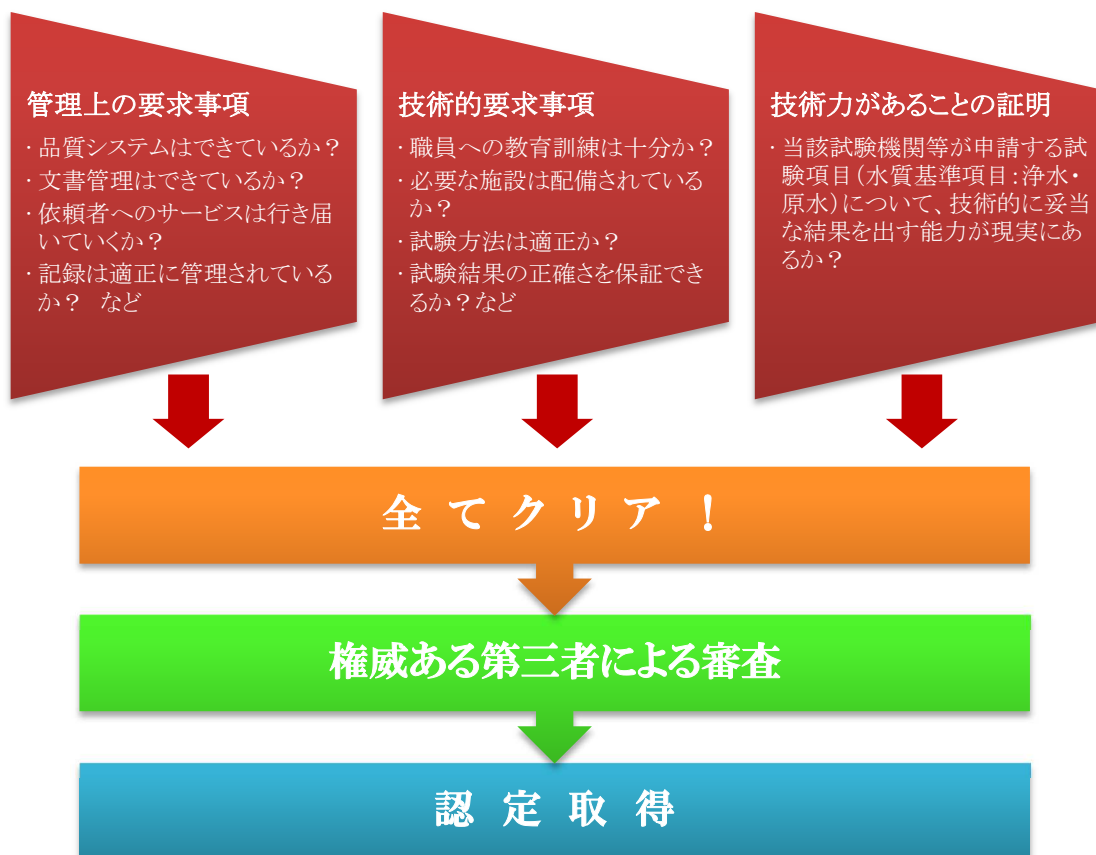 管理上の要求事項
・品質システムはできているか？
・文書管理はできているか？
・依頼者へのサービスは行き届
いていくか？
・記録は適正に管理されている
か？　など
技術的要求事項
・職員への教育訓練は十分か？
・必要な施設は配備されている
か？
・試験方法は適正か？
・試験結果の正確さを保証でき
るか？など
技術力があることの証明
・当該試験機関等が申請する試
験項目（水質基準項目：浄水・
原水）について、技術的に妥当
な結果を出す能力が現実にあ
るか？
全てクリア！
権威ある第三者による審査
認定取得